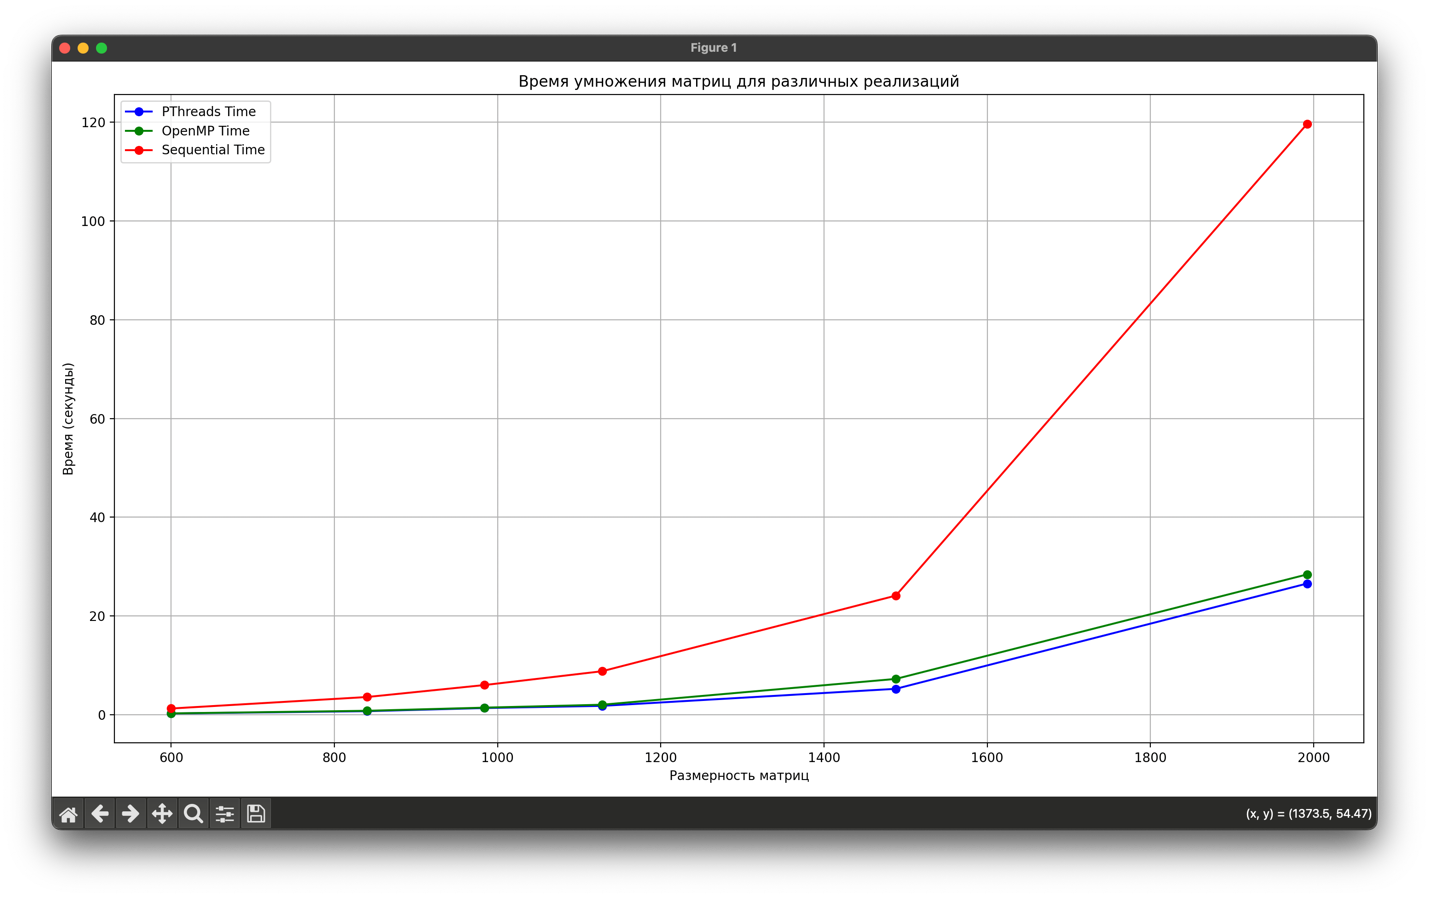 Figure 1
Время умножения матриц для различных реализаций
PThreads Time
OpenMP Time
Sequential Time
120
100
80
60
40
20
0
Время (секунды)
600 800 1000 1200 1400 1600 1800 2000
Размерность матриц
(x, y) = (1373.5, 54.47)